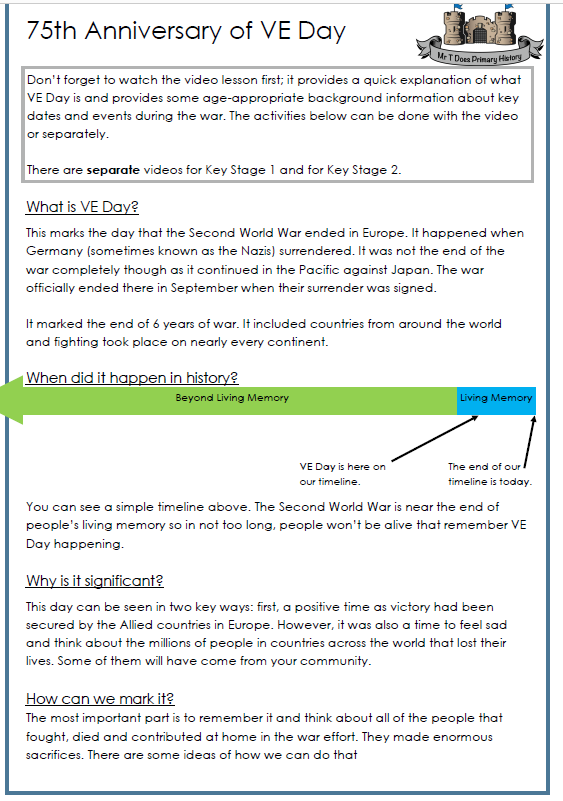 75th Anniversary of VE Day
Mr T Does Primary History
Don't forget to watch the video lesson first; it provides a quick explanation of what
VE Day is and provides some age-appropriate background information about key
dates and events during the war. The activities below can be done with the video
or separately.
There are separate videos for Key Stage 1 and for Key Stage 2.
What is VE Day?
This marks the day that the Second World War ended in Europe. It happened when
Germany (sometimes known as the Nazis) surrendered. It was not the end of the
war completely though as it continued in the Pacific against Japan. The war
officially ended there in September when their surrender was signed.
It marked the end of 6 years of war. It included countries from around the world
and fighting took place on nearly every continent.
When did it happen in history?
Beyond Living Memory
Living Memory
VE Day is here on
our timeline.
The end of our
timeline is today.
You can see a simple timeline above. The Second World War is near the end of
people's living memory so in not too long, people won't be alive that remember VE
Day happening.
Why is it significant?
This day can be seen in two key ways: first, a positive time as victory had been
secured by the Allied countries in Europe. However, it was also a time to feel sad
and think about the millions of people in countries across the world that lost their
lives. Some of them will have come from your community.
How can we mark it?
The most important part is to remember it and think about all of the people that
fought, died and contributed at home in the war effort. They made enormous
sacrifices. There are some ideas of how we can do that